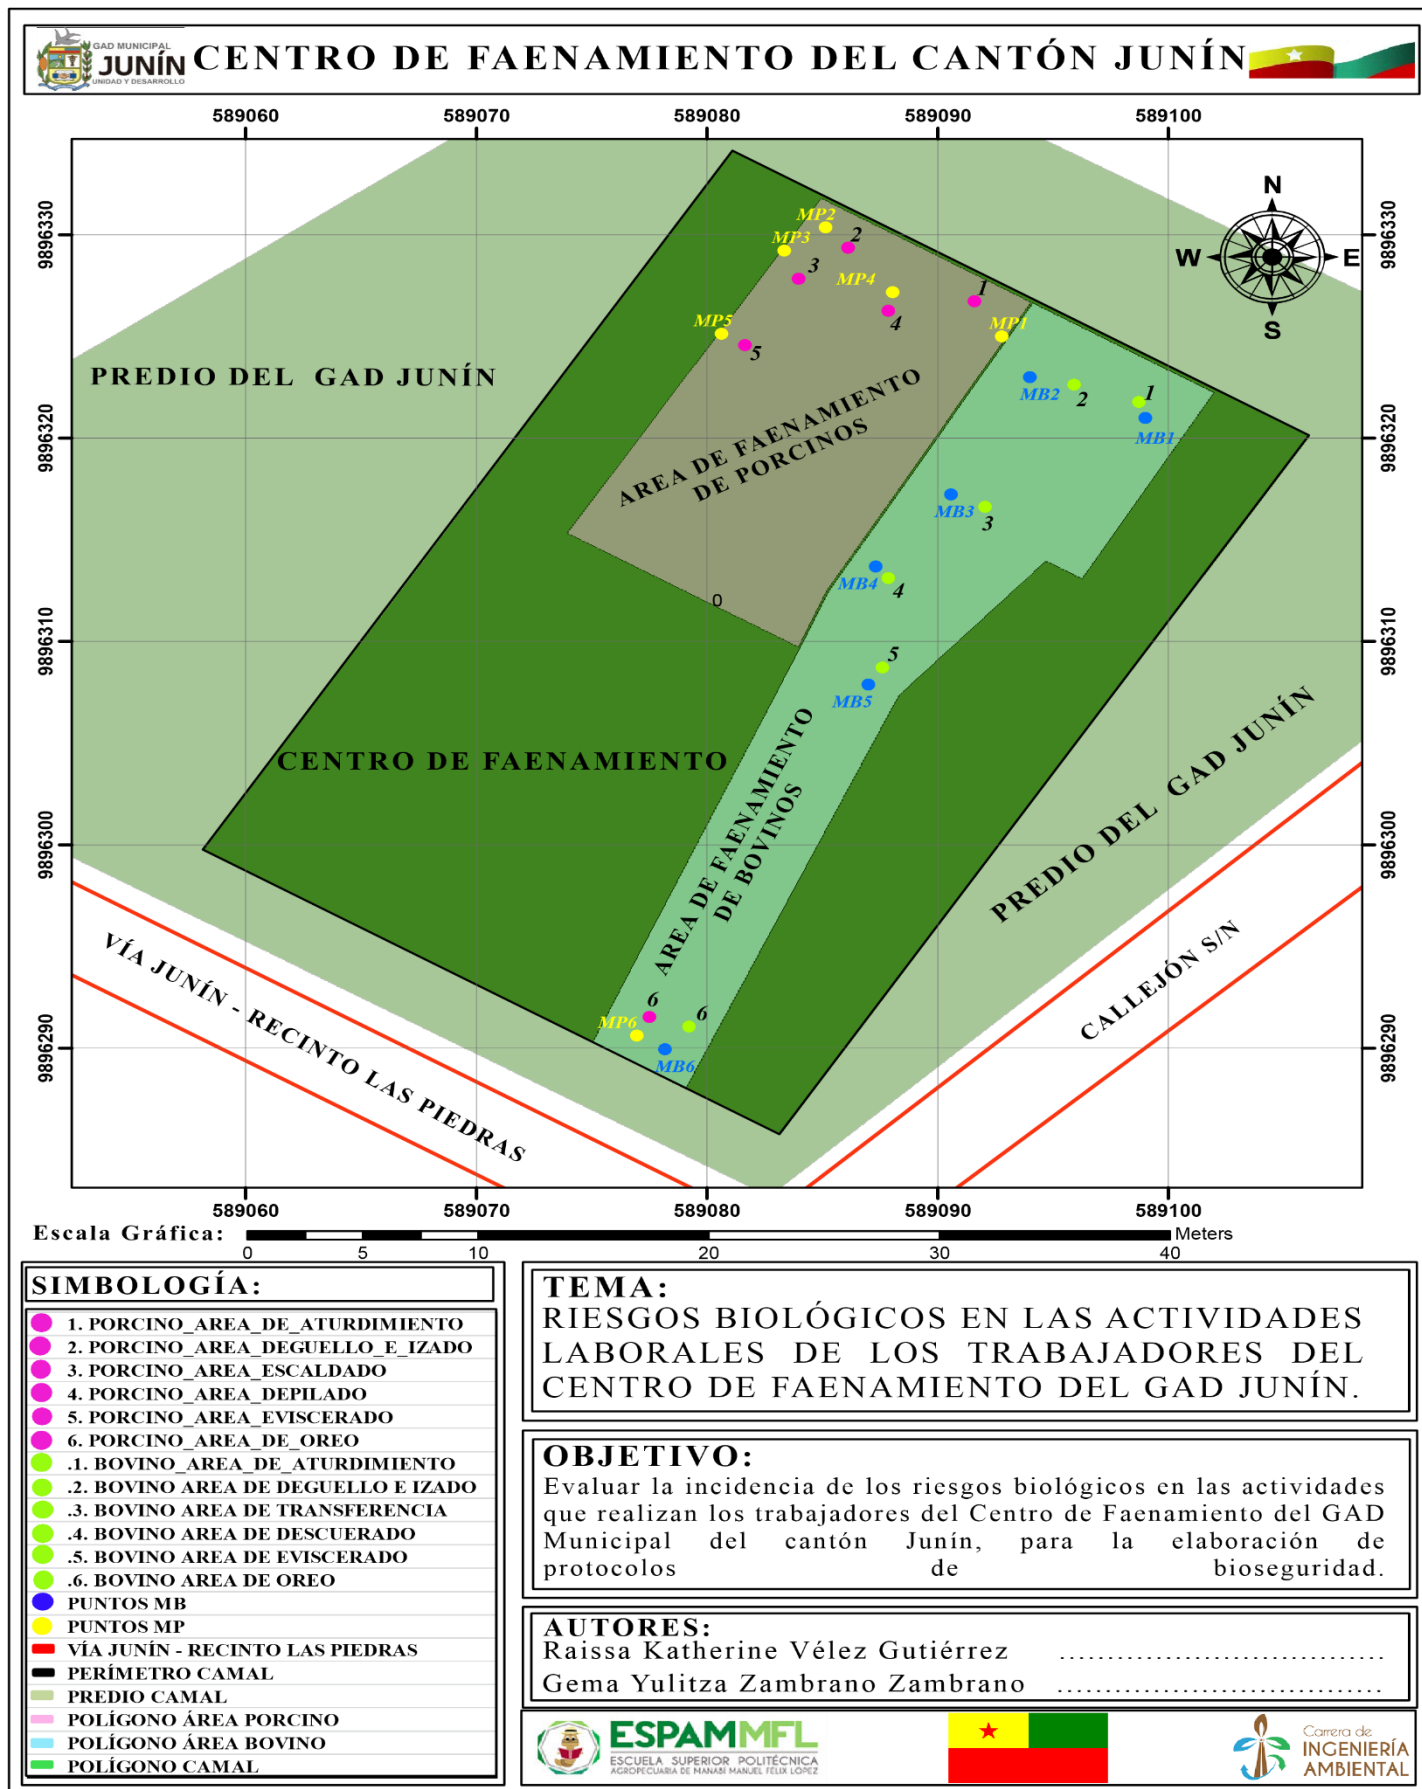 GAD MUNICIPAL
JUNÍN
UNIDAD Y DESARROLLO
CENTRO DE FAENAMIENTO DEL CANTÓN JUNÍN
589060 589070 589080 589090 589100
9896330
9896320
9896310
9896300
9896290
9896330
9896320
9896310
9896300
9896290
N
W E
S
MP2
2
MP3
3
MP4
1
4
MP1
MP5
5
PREDIO DEL GAD JUNÍN
AREA DE FAENAMIENTO
DE PORCINOS
MB2
2
1
MB1
MB3
3
MB4
4
0
5
MB5
CENTRO DE FAENAMIENTO
AREA DE FAENAMIENTO
DE BOVINOS
PREDIO DEL GAD JUNÍN
6
6
MP6
MB6
VÍA JUNÍN - RECINTO LAS PIEDRAS
CALLEJÓN S/N
589060 589070 589080 589090 589100
Escala Gráfica:
Meters
0 5 10 20 30 40
SIMBOLOGÍA:
1. PORCINO_AREA_DE_ATURDIMIENTO
2. PORCINO_AREA_DEGUELLO_E_IZADO
3. PORCINO_AREA_ESCALDADO
4. PORCINO_AREA_DEPILADO
5. PORCINO_AREA_EVISCERADO
6. PORCINO_AREA_DE_OREO
.1. BOVINO_AREA_DE_ATURDIMIENTO
.2. BOVINO AREA DE DEGUELLO E IZADO
.3. BOVINO AREA DE TRANSFERENCIA
.4. BOVINO AREA DE DESCUERADO
.5. BOVINO AREA DE EVISCERADO
.6. BOVINO AREA DE OREO
PUNTOS MB
PUNTOS MP
VÍA JUNÍN - RECINTO LAS PIEDRAS
PERÍMETRO CAMAL
PREDIO CAMAL
POLÍGONO ÁREA PORCINO
POLÍGONO ÁREA BOVINO
POLÍGONO CAMAL
TEMA:
RIESGOS BIOLÓGICOS EN LAS ACTIVIDADES
LABORALES DE LOS TRABAJADORES DEL
CENTRO DE FAENAMIENTO DEL GAD JUNÍN.
OBJETIVO:
Evaluar la incidencia de los riesgos biológicos en las actividades
que realizan los trabajadores del Centro de Faenamiento del GAD
Municipal del cantón Junín, para la elaboración de
protocolos de bioseguridad.
AUTORES:
Raissa Katherine Vélez Gutiérrez ..................................
Gema Yulitza Zambrano Zambrano ..................................
ESPAMMFL
ESCUELA SUPERIOR POLITÉCNICA
AGROPECUARIA DE MANABÍ MANUEL FÉLIX LÓPEZ
Carrera de
INGENIERÍA
AMBIENTAL